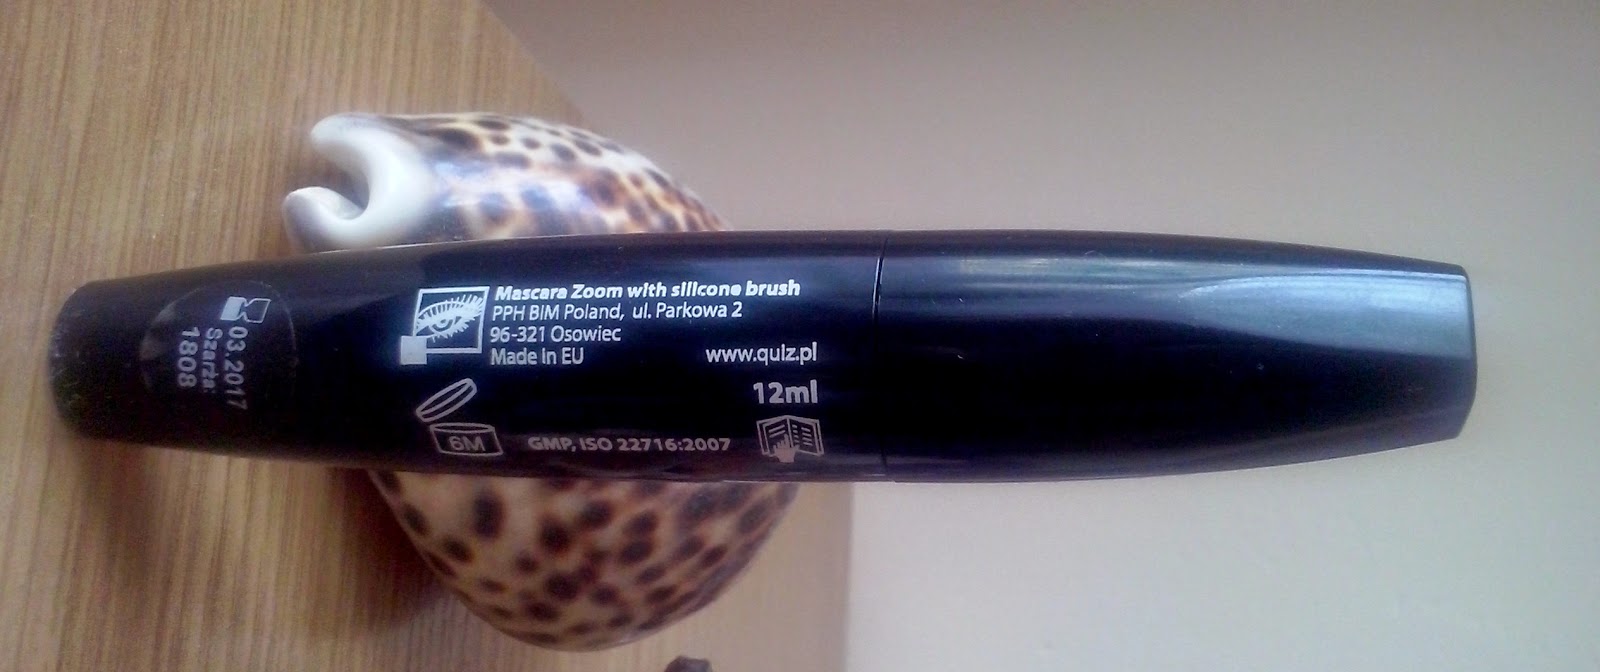 Mascara Zoom with silicone brush
PPH BIM Poland, ul. Parkowa 2
96-321 Osowiec
Made in EU
www.quiz.pl
12ml
6M
GMP, ISO 22716:2007
03.2017
Szarża:
1808